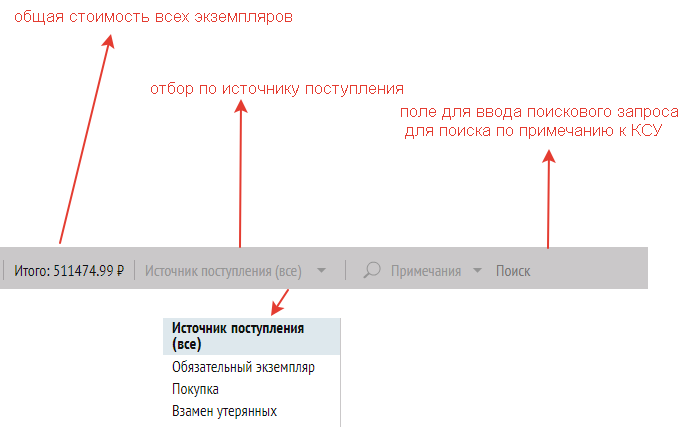 общая стоимость всех экземпляров
отбор по источнику поступления
поле для ввода поискового запроса
для поиска по примечанию к КСУ
Итого: 511474.99 ₽ Источник поступления (все) Примечания Поиск
Источник поступления
(все)
Обязательный экземпляр
Покупка
Взамен утерянных